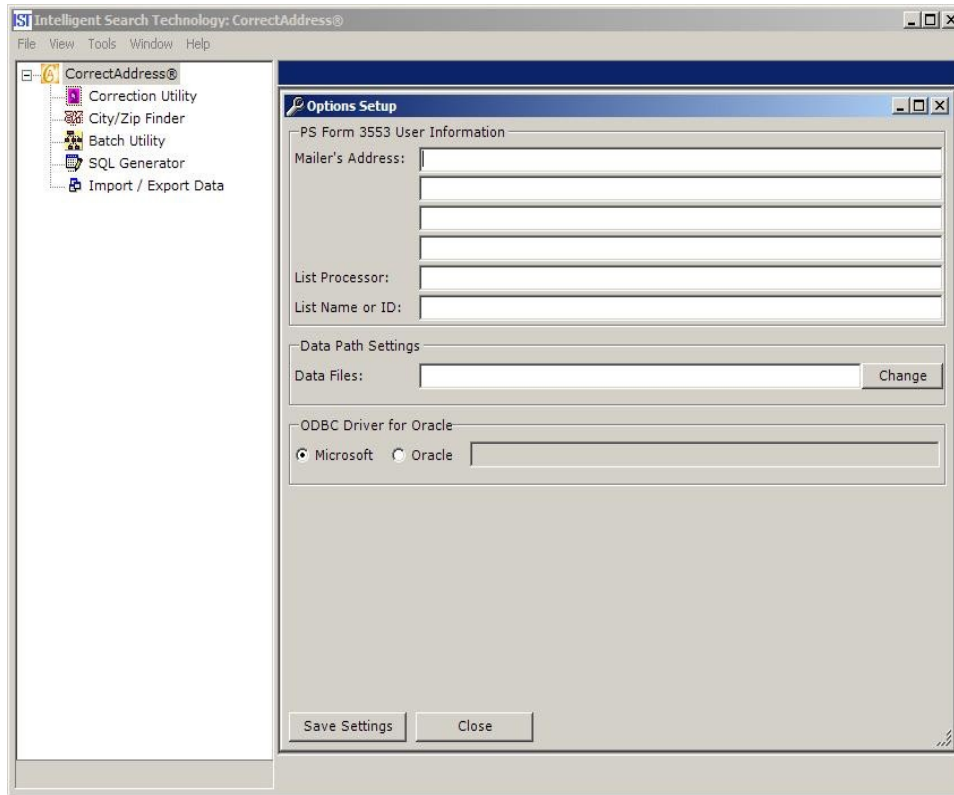 IST Intelligent Search Technology: CorrectAddress®
File View Tools Window Help
CorrectAddress®
Correction Utility
City/Zip Finder
Batch Utility
SQL Generator
Import / Export Data
Options Setup
PS Form 3553 User Information
Mailer's Address:
List Processor:
List Name or ID:
Data Path Settings
Data Files:
Change
ODBC Driver for Oracle
Microsoft Oracle
Save Settings Close